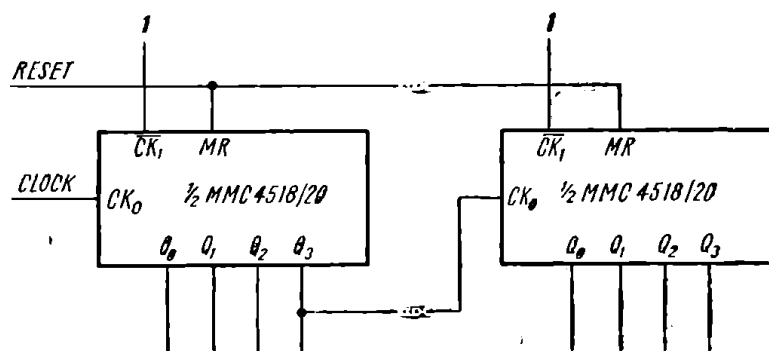 1 1
RESET
CK₁ MR CK₁ MR
CLOCK CK₀ ½ MMC 4518/20 CK₀ ½ MMC 4518/20
Q₀ Q₁ Q₂ Q₃ Q₀ Q₁ Q₂ Q₃